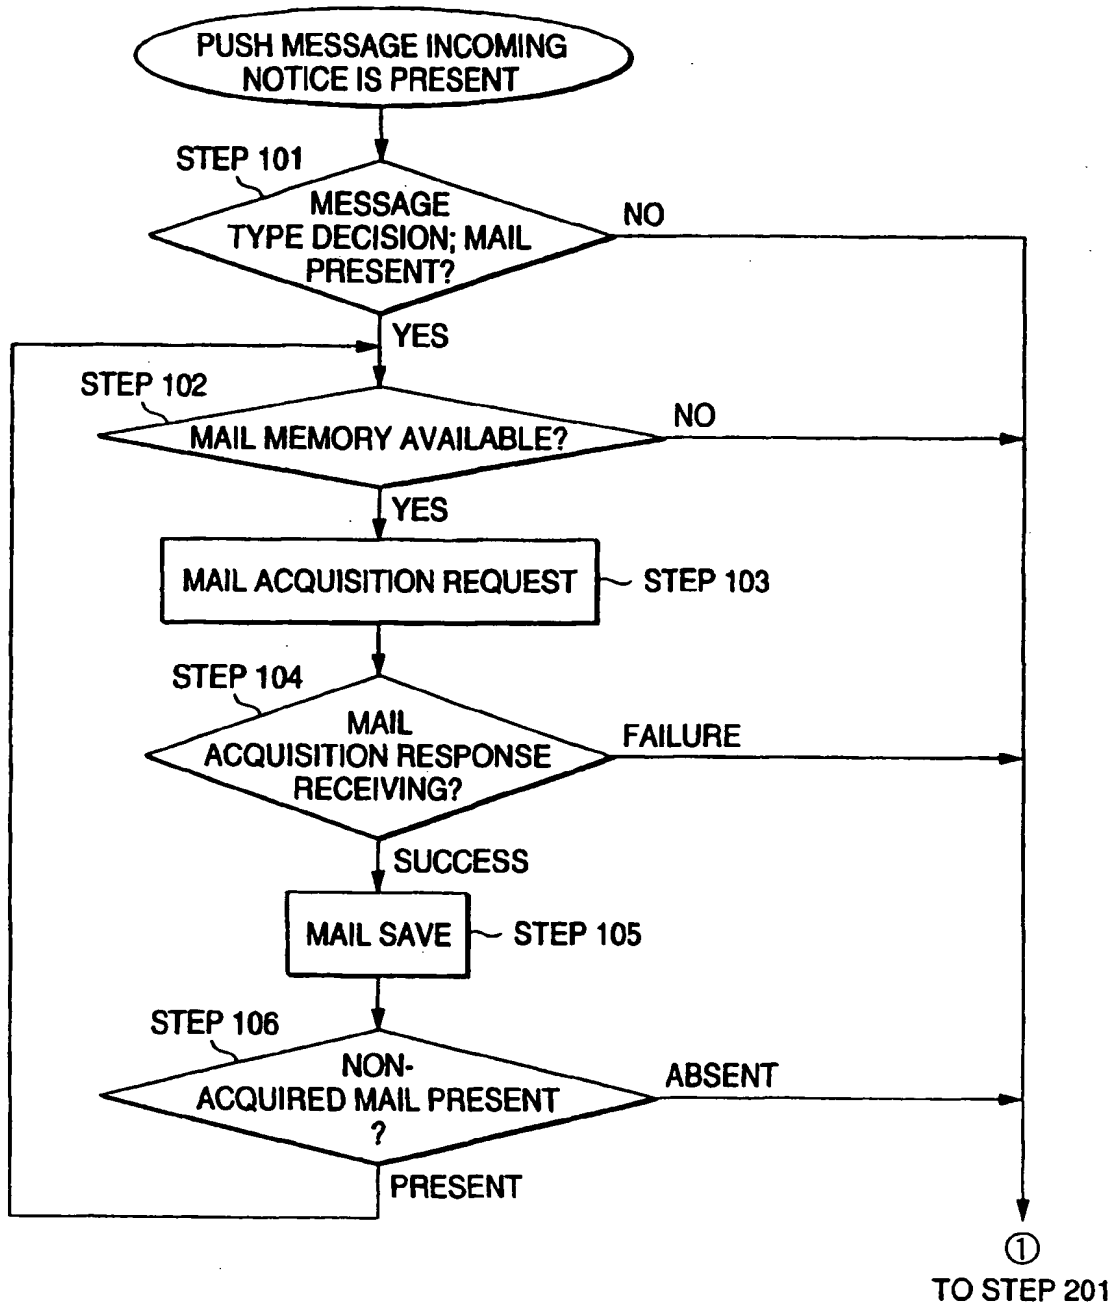 PUSH MESSAGE INCOMING
NOTICE IS PRESENT
STEP 101
MESSAGE
TYPE DECISION; MAIL
PRESENT?
NO
YES
STEP 102
MAIL MEMORY AVAILABLE?
NO
YES
MAIL ACQUISITION REQUEST
STEP 103
STEP 104
MAIL
ACQUISITION RESPONSE
RECEIVING?
FAILURE
SUCCESS
MAIL SAVE
STEP 105
STEP 106
NON-
ACQUIRED MAIL PRESENT
?
ABSENT
PRESENT
①
TO STEP 201